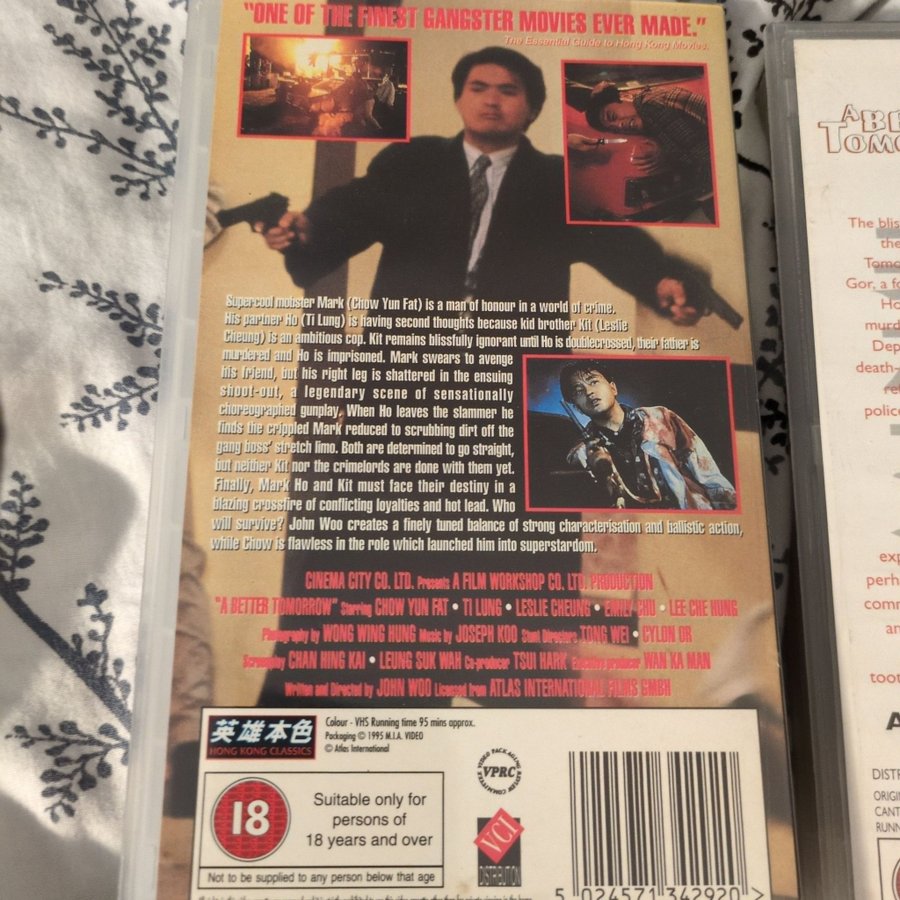 "ONE OF THE FINEST GANGSTER MOVIES EVER MADE."
The Essential Guide to Hong Kong Movies.
Supercool mobster Mark (Chow Yun Fat) is a man of honour in a world of crime.
His partner Ho (Ti Lung) is having second thoughts because kid brother Kit (Leslie
Cheung) is an ambitious cop. Kit remains blissfully ignorant until Ho is doublecrossed, their father is
murdered and Ho is imprisoned. Mark swears to avenge
his friend, but his right leg is shattered in the ensuing
shoot-out, a legendary scene of sensationally
choreographed gunplay. When Ho leaves the slammer he
finds the crippled Mark reduced to scrubbing dirt off the
gang boss' stretch limo. Both are determined to go straight,
but neither Kit nor the crimelords are done with them yet.
Finally, Mark Ho and Kit must face their destiny in a
blazing crossfire of conflicting loyalties and hot lead. Who
will survive? John Woo creates a finely tuned balance of strong characterisation and ballistic action,
while Chow is flawless in the role which launched him into superstardom.
CINEMA CITY CO. LTD. Presents A FILM WORKSHOP CO. LTD. PRODUCTION
"A BETTER TOMORROW" Starring CHOW YUN FAT • TI LUNG • LESLIE CHEUNG • EMILY CHU • LEE CHE HUNG
Photography by WONG WING HUNG Music by JOSEPH KOO Stunt Directors TONG WEI • CYLON OR
Screenplay CHAN HING KAI • LEUNG SUK WAH Co-producer TSUI HARK Executive producer WAN KA MAN
Written and Directed by JOHN WOO Licensed from ATLAS INTERNATIONAL FILMS GMBH
英雄本色
HONG KONG CLASSICS
Colour - VHS Running time 95 mins approx.
Packaging © 1995 M.I.A. VIDEO
© Atlas International
VIDEO PACKAGING REVIEW COMMITTEE
VPRC
18
Suitable only for
persons of
18 years and over
Not to be supplied to any person below that age
VCI
DISTRIBUTION
5 024571 342920 >
A BE
TOMO
The blis
the
Tomo
Gor, a fo
Ho
murd
Dep
death-
ret
police
exp
perha
comm
an
toot
A
DISTR
ORIGI
CANT
RUNN